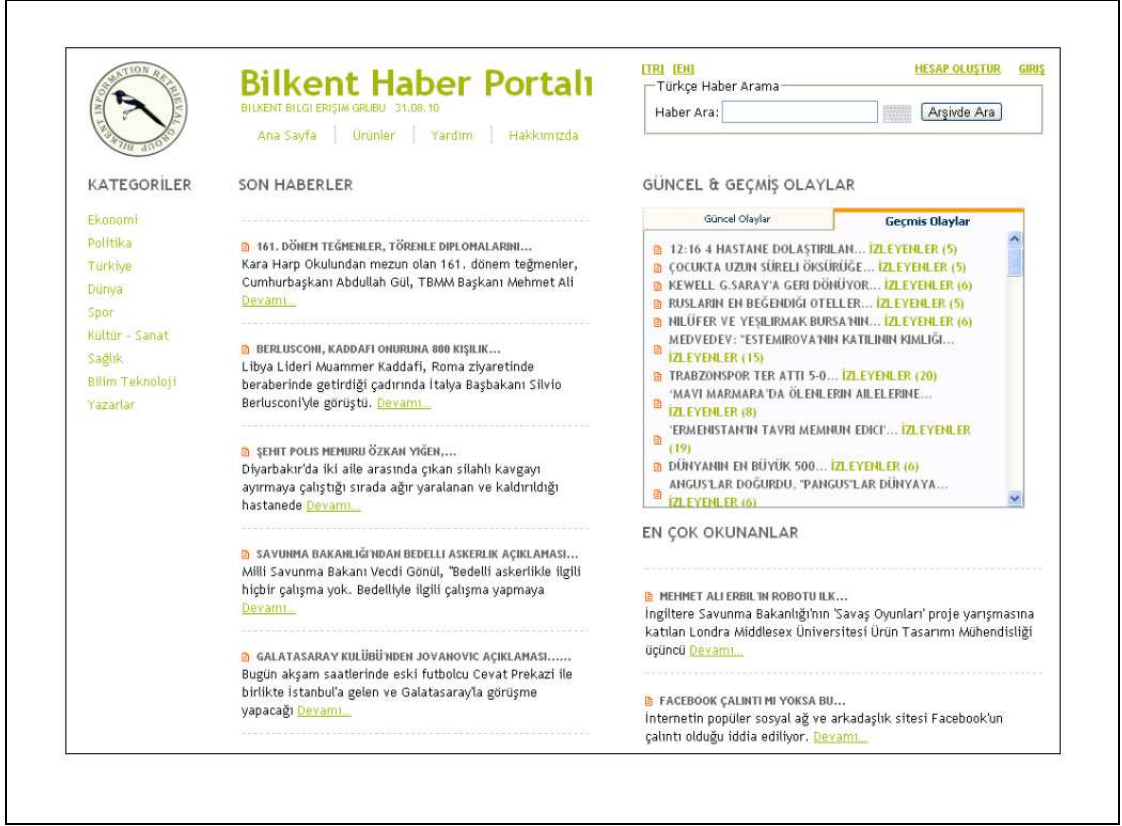 BILKENT INFORMATION RETRIEVAL GROUP
Bilkent Haber Portalı
BILKENT BILGI ERIŞIM GRUBU 31.08.10
Ana Sayfa
Ürünler
Yardım
Hakkımızda
[TR] [EN]
HESAP OLUŞTUR
GIRIŞ
Türkçe Haber Arama
Haber Ara:
Arşivde Ara
KATEGORİLER
Ekonomi
Politika
Türkiye
Dünya
Spor
Kültür - Sanat
Sağlık
Bilim Teknoloji
Yazarlar
SON HABERLER
161. DÖNEM TEĞMENLER, TÖRENLE DIPLOMALARINI...
Kara Harp Okulundan mezun olan 161. dönem teğmenler,
Cumhurbaşkanı Abdullah Gül, TBMM Başkanı Mehmet Ali
Devamı...
BERLUSCONI, KADDAFI ONURUNA 800 KIŞILIK...
Libya Lideri Muammer Kaddafi, Roma ziyaretinde
beraberinde getirdiği çadırında İtalya Başbakanı Silvio
Berlusconi'yle görüştü. Devamı...
ŞEHIT POLIS MEMURU ÖZKAN YIĞEN,...
Diyarbakır'da iki aile arasında çıkan silahlı kavgayı
ayırmaya çalıştığı sırada ağır yaralanan ve kaldırıldığı
hastanede Devamı...
SAVUNMA BAKANLIĞI'NDAN BEDELLI ASKERLIK AÇIKLAMASI...
Milli Savunma Bakanı Vecdi Gönül, "Bedelli askerlikle ilgili
hiçbir çalışma yok. Bedelliyle ilgili çalışma yapmaya
Devamı...
GALATASARAY KULÜBÜ'NDEN JOVANOVIC AÇIKLAMASI......
Bugün akşam saatlerinde eski futbolcu Cevat Prekazi ile
birlikte İstanbul'a gelen ve Galatasaray'la görüşme
yapacağı Devamı...
GÜNCEL & GEÇMİŞ OLAYLAR
Güncel Olaylar
Geçmis Olaylar
12:16 4 HASTANE DOLAŞTIRILAN... İZLEYENLER (5)
ÇOCUKTA UZUN SÜRELI ÖKSÜRÜĞE... İZLEYENLER (5)
KEWELL G.SARAY'A GERI DÖNÜYOR... İZLEYENLER (6)
RUSLARIN EN BEĞENDIĞI OTELLER... İZLEYENLER (5)
NILÜFER VE YEŞILIRMAK BURSA'NIN... İZLEYENLER (6)
MEDVEDEV: "ESTEMIROVA'NIN KATILININ KIMLIĞI...
İZLEYENLER (15)
TRABZONSPOR TER ATTI 5-0... İZLEYENLER (20)
'MAVI MARMARA'DA ÖLENLERIN AILELERINE...
İZLEYENLER (8)
'ERMENISTAN'IN TAVRI MEMNUN EDICI'... İZLEYENLER
(19)
DÜNYANIN EN BÜYÜK 500... İZLEYENLER (6)
ANGUS'LAR DOĞURDU, "PANGUS"LAR DÜNYAYA...
İZLEYENLER (6)
EN ÇOK OKUNANLAR
MEHMET ALI ERBIL'IN ROBOTU ILK...
İngiltere Savunma Bakanlığı'nın 'Savaş Oyunları' proje yarışmasına
katılan Londra Middlesex Üniversitesi Ürün Tasarımı Mühendisliği
üçüncü Devamı...
FACEBOOK ÇALINTI MI YOKSA BU...
İnternetin popüler sosyal ağ ve arkadaşlık sitesi Facebook'un
çalıntı olduğu iddia ediliyor. Devamı...